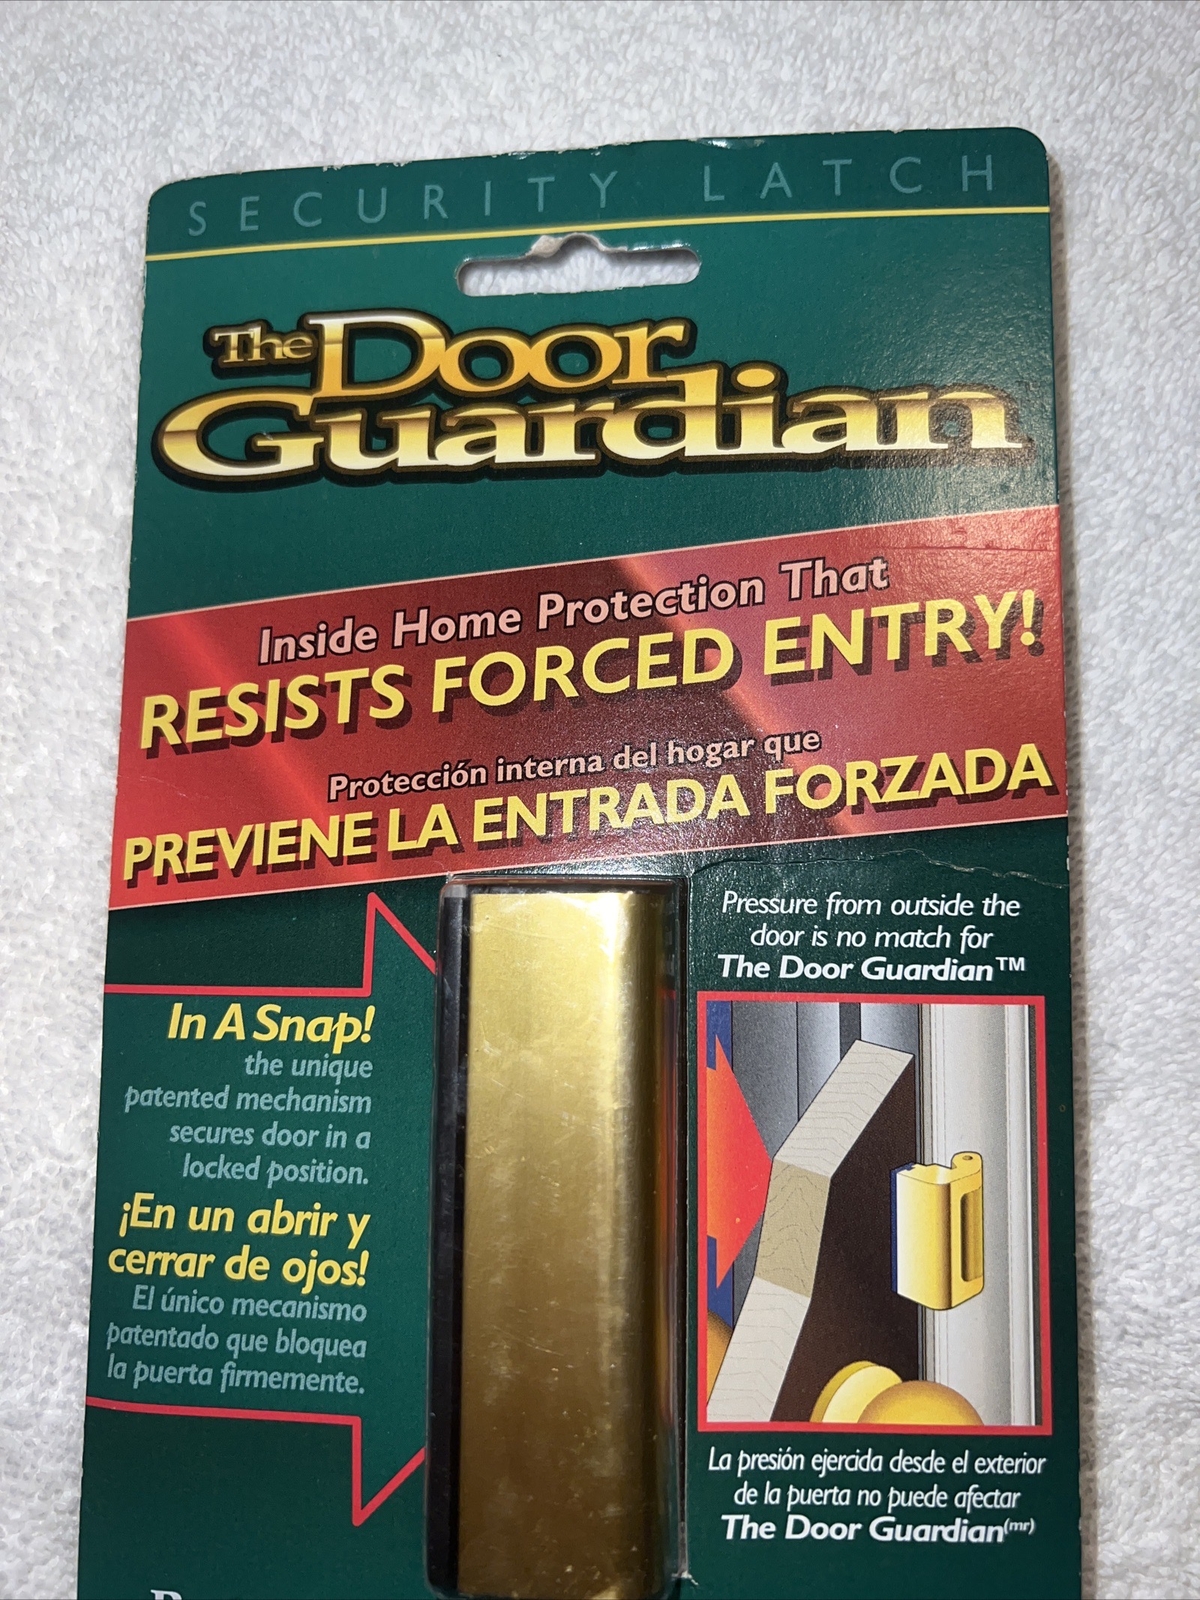 SECURITY LATCH
The Door
Guardian
Inside Home Protection That
RESISTS FORCED ENTRY!
Protección interna del hogar que
PREVIENE LA ENTRADA FORZADA
In A Snap!
the unique
patented mechanism
secures door in a
locked position.
¡En un abrir y
cerrar de ojos!
El único mecanismo
patentado que bloquea
la puerta firmemente.
Pressure from outside the
door is no match for
The Door Guardian™
La presión ejercida desde el exterior
de la puerta no puede afectar
The Door Guardian(mr)